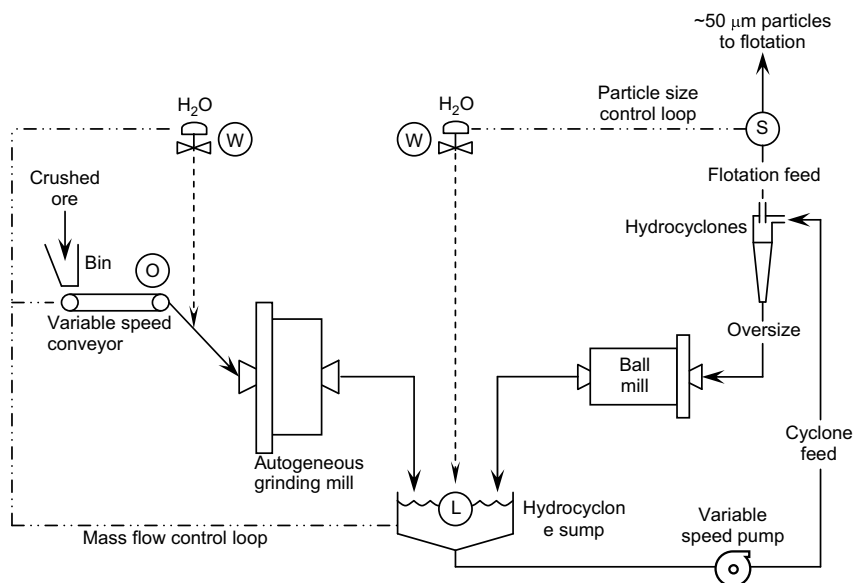 ~50 μm particles
to flotation
H₂O
W
W
H₂O
Particle size
control loop
S
Crushed
ore
Flotation feed
Bin
O
Hydrocyclones
Variable speed
conveyor
Oversize
Ball
mill
Cyclone
feed
Autogeneous
grinding mill
L
Hydrocyclon
e sump
Variable
speed pump
Mass flow control loop